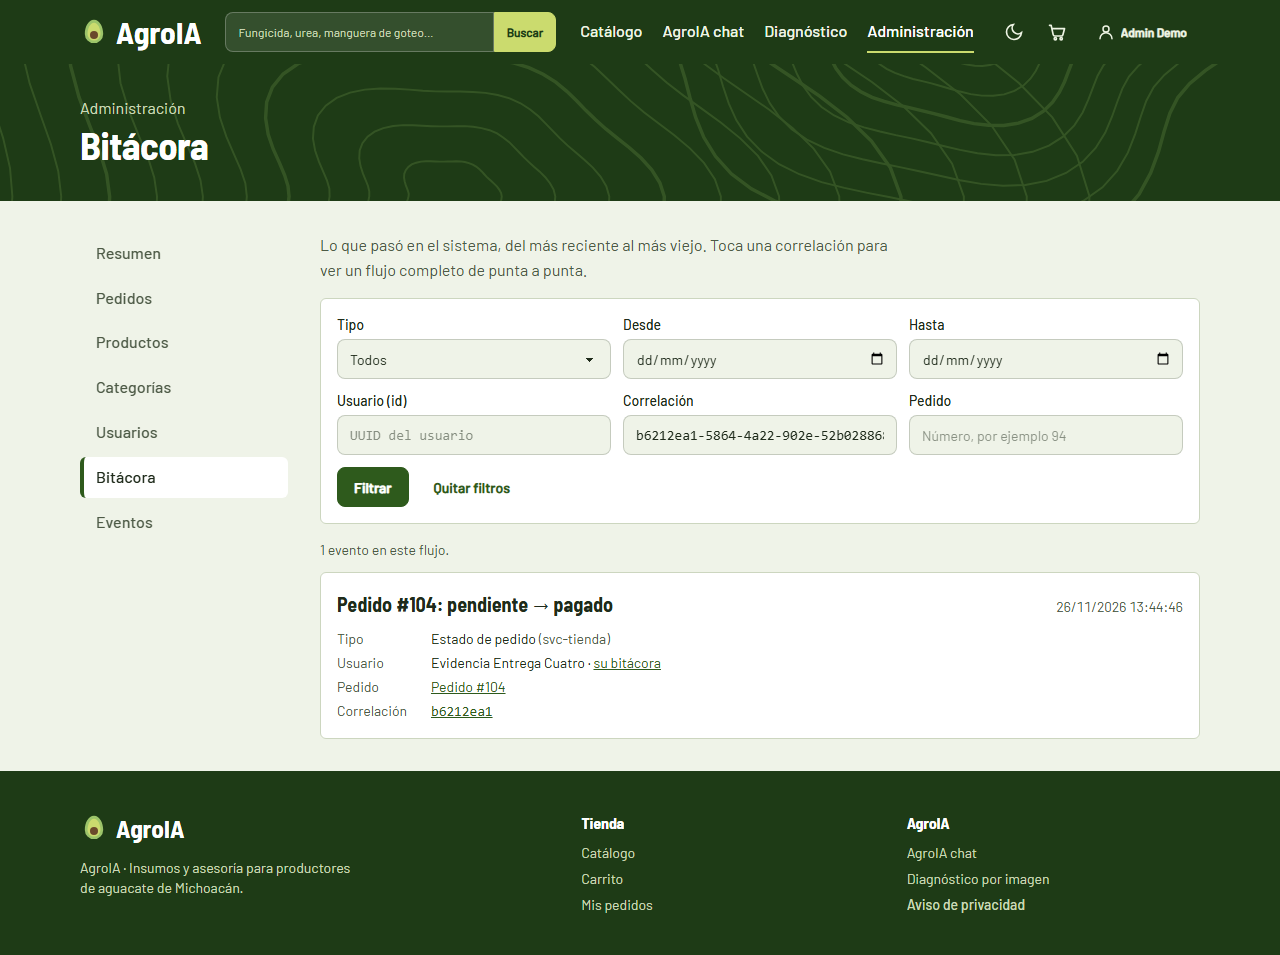 AgroIA
Fungicida, urea, manguera de goteo...
Buscar
Catálogo
AgroIA chat
Diagnóstico
Administración
Admin Demo
Administración
Bitácora
Resumen
Pedidos
Productos
Categorías
Usuarios
Bitácora
Eventos
Lo que pasó en el sistema, del más reciente al más viejo. Toca una correlación para
ver un flujo completo de punta a punta.
Tipo
Desde
Hasta
Todos
dd/mm/yyyy
dd/mm/yyyy
Usuario (id)
Correlación
Pedido
UUID del usuario
b6212ea1-5864-4a22-902e-52b02886
Número, por ejemplo 94
Filtrar
Quitar filtros
1 evento en este flujo.
Pedido #104: pendiente → pagado
26/11/2026 13:44:46
Tipo Estado de pedido (svc-tienda)
Usuario Evidencia Entrega Cuatro · su bitácora
Pedido Pedido #104
Correlación b6212ea1
AgroIA
AgroIA · Insumos y asesoría para productores
de aguacate de Michoacán.
Tienda
Catálogo
Carrito
Mis pedidos
AgroIA
AgroIA chat
Diagnóstico por imagen
Aviso de privacidad